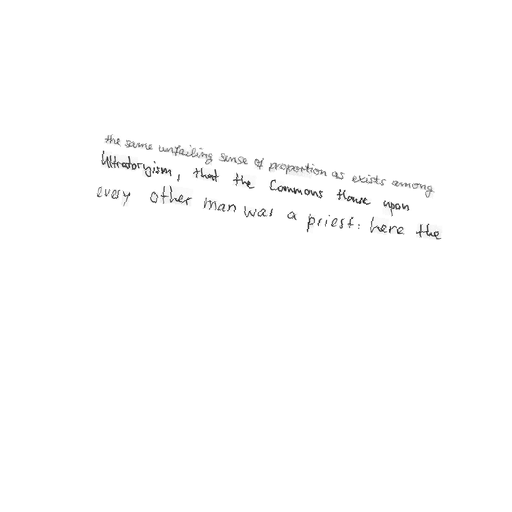 the same unfailing sense of proportion as exists among
Ultratoryism, that the Commons House upon
every other man was a priest: here the